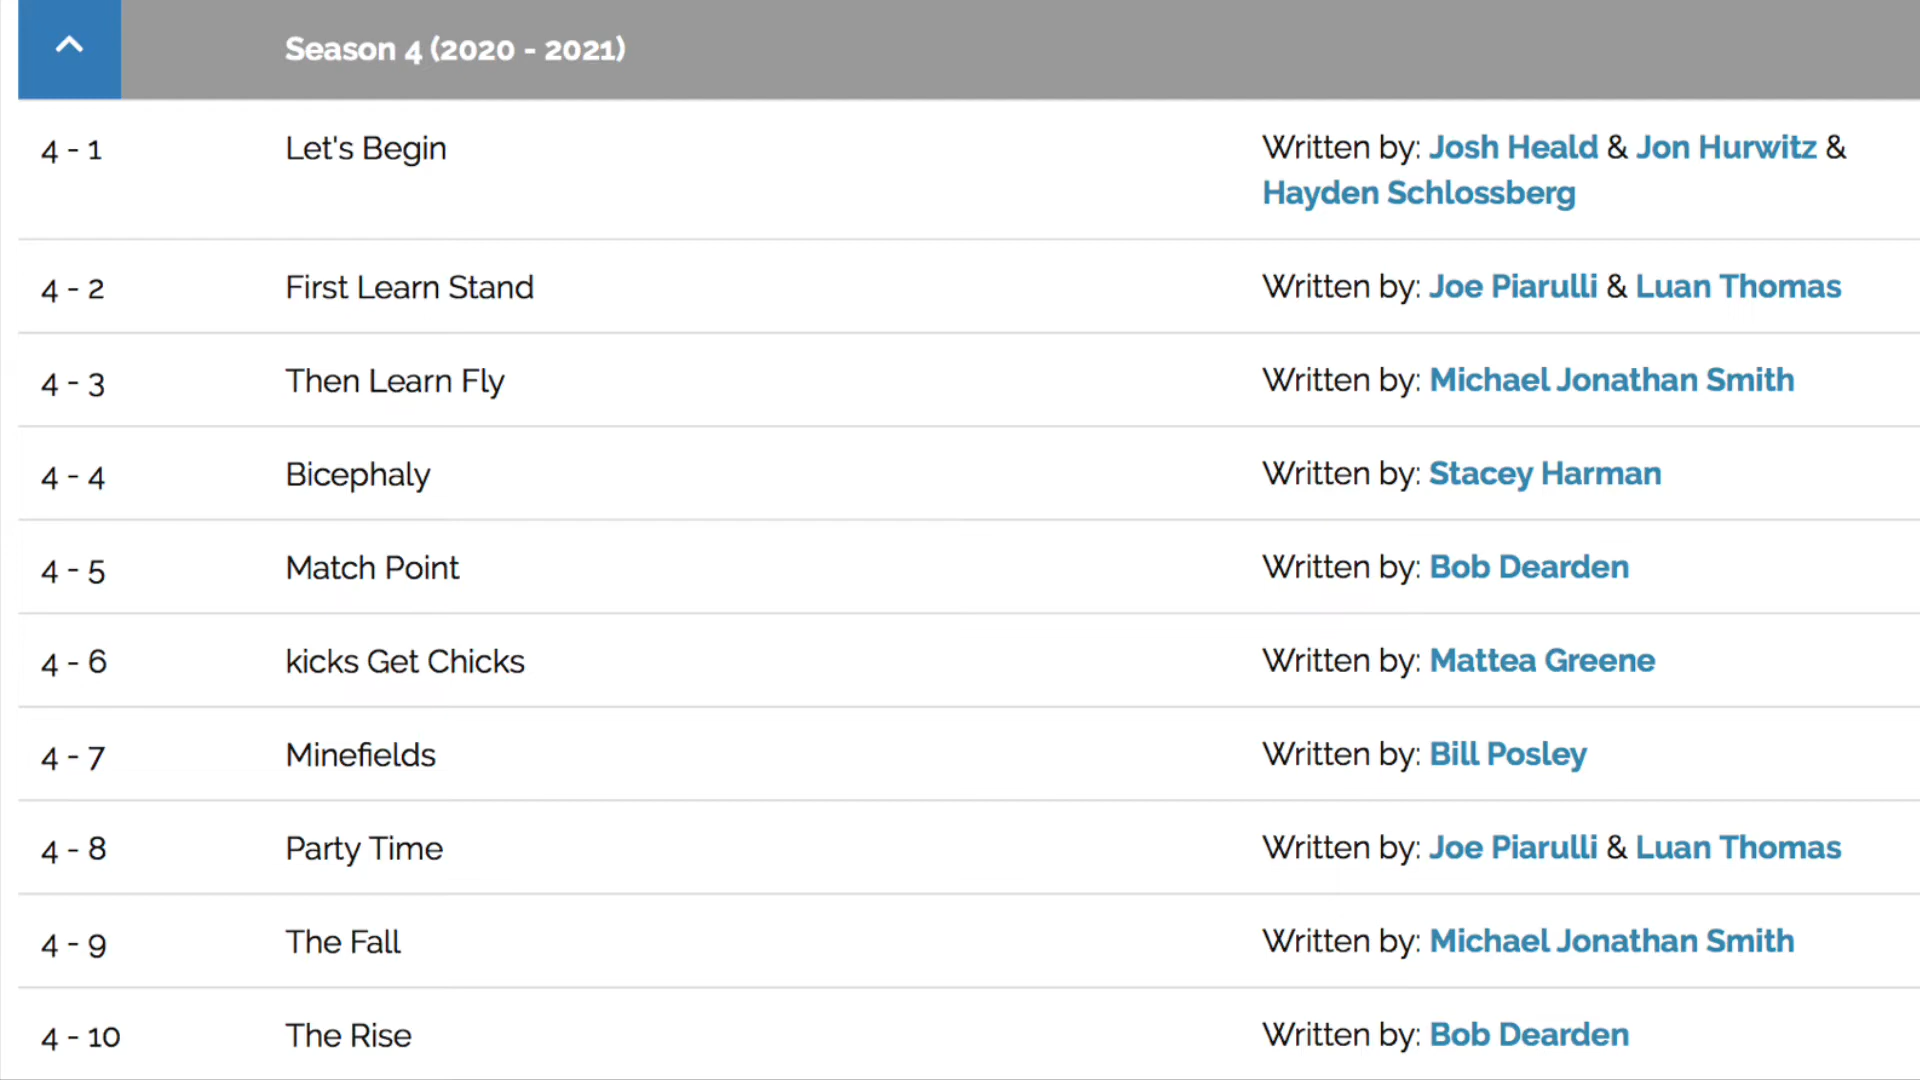 Season 4 (2020 - 2021)
4 - 1 Let's Begin Written by: Josh Heald & Jon Hurwitz &
Hayden Schlossberg
4 - 2 First Learn Stand Written by: Joe Piarulli & Luan Thomas
4 - 3 Then Learn Fly Written by: Michael Jonathan Smith
4 - 4 Bicephaly Written by: Stacey Harman
4 - 5 Match Point Written by: Bob Dearden
4 - 6 kicks Get Chicks Written by: Mattea Greene
4 - 7 Minefields Written by: Bill Posley
4 - 8 Party Time Written by: Joe Piarulli & Luan Thomas
4 - 9 The Fall Written by: Michael Jonathan Smith
4 - 10 The Rise Written by: Bob Dearden